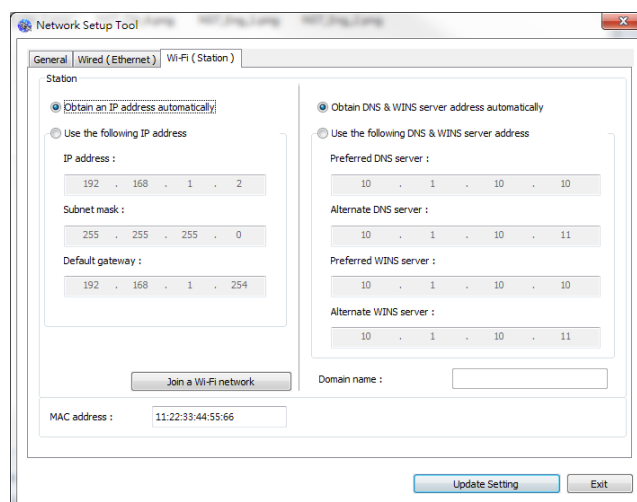 Network Setup Tool
General
Wired ( Ethernet )
Wi-Fi ( Station )
Station
Obtain an IP address automatically
Use the following IP address
IP address :
192 . 168 . 1 . 2
Subnet mask :
255 . 255 . 255 . 0
Default gateway :
192 . 168 . 1 . 254
Join a Wi-Fi network
Obtain DNS & WINS server address automatically
Use the following DNS & WINS server address
Preferred DNS server :
10 . 1 . 10 . 10
Alternate DNS server :
10 . 1 . 10 . 11
Preferred WINS server :
10 . 1 . 10 . 10
Alternate WINS server :
10 . 1 . 10 . 11
Domain name :
MAC address :
11:22:33:44:55:66
Update Setting
Exit